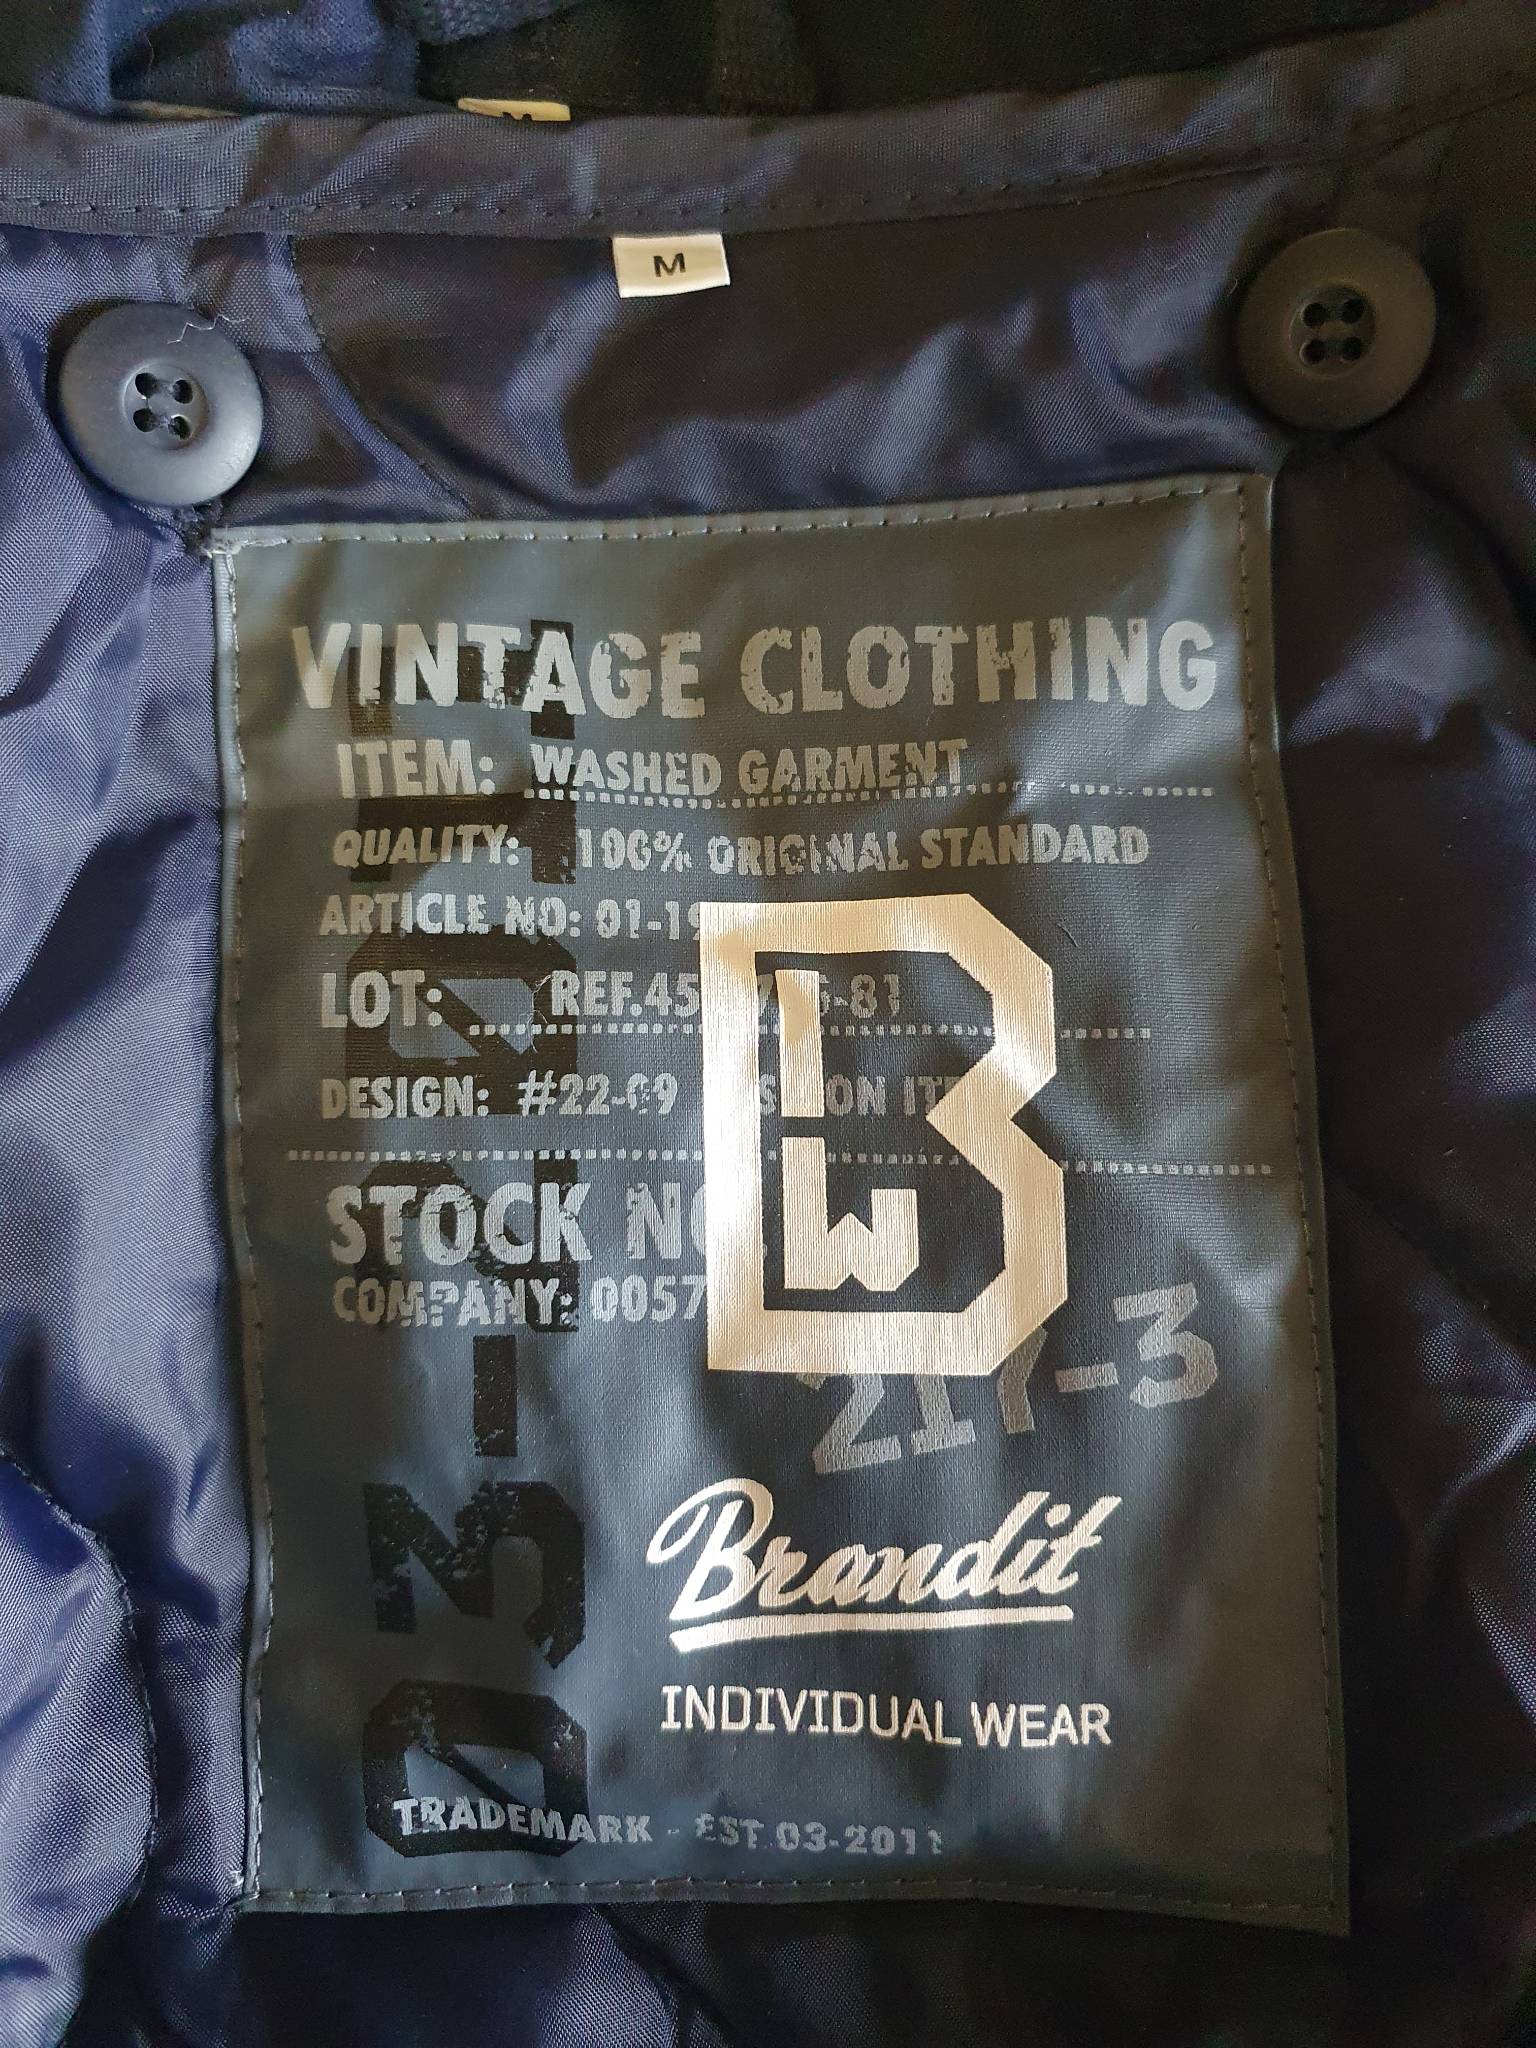 M
VINTAGE CLOTHING
ITEM: WASHED GARMENT
QUALITY: 100% ORIGINAL STANDARD
ARTICLE NO: 01-19
LOT: REF.45 -81
DESIGN: #22-09
STOCK NO.
COMPANY: 0057
B
I W
217-3
Brandit
INDIVIDUAL WEAR
TRADEMARK - EST.03-2011